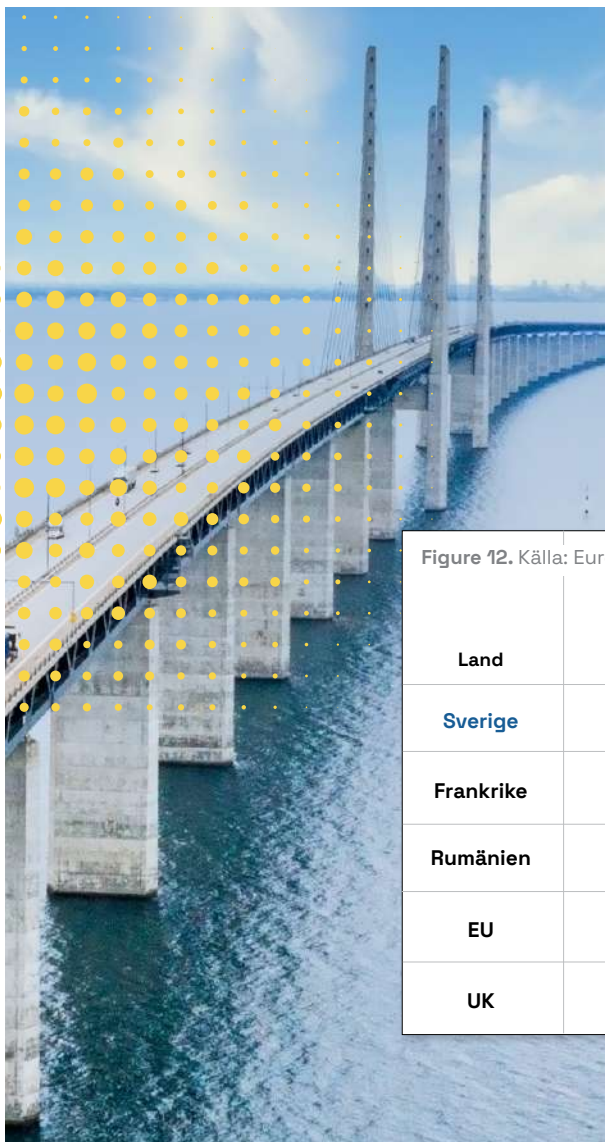 Figure 12. Källa: Eur
Land
Sverige
Frankrike
Rumänien
EU
UK